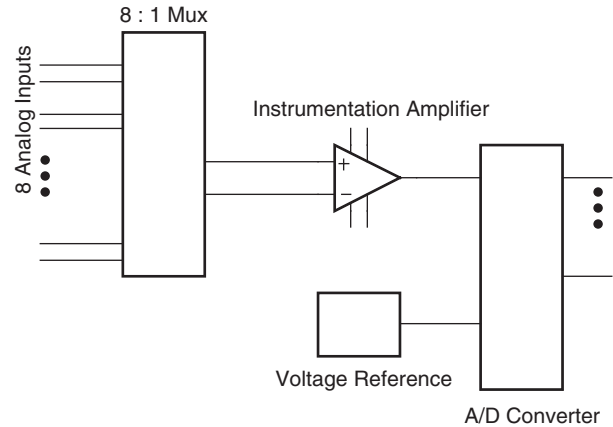 8 : 1 Mux
8 Analog Inputs
Instrumentation Amplifier
+
−
Voltage Reference
A/D Converter